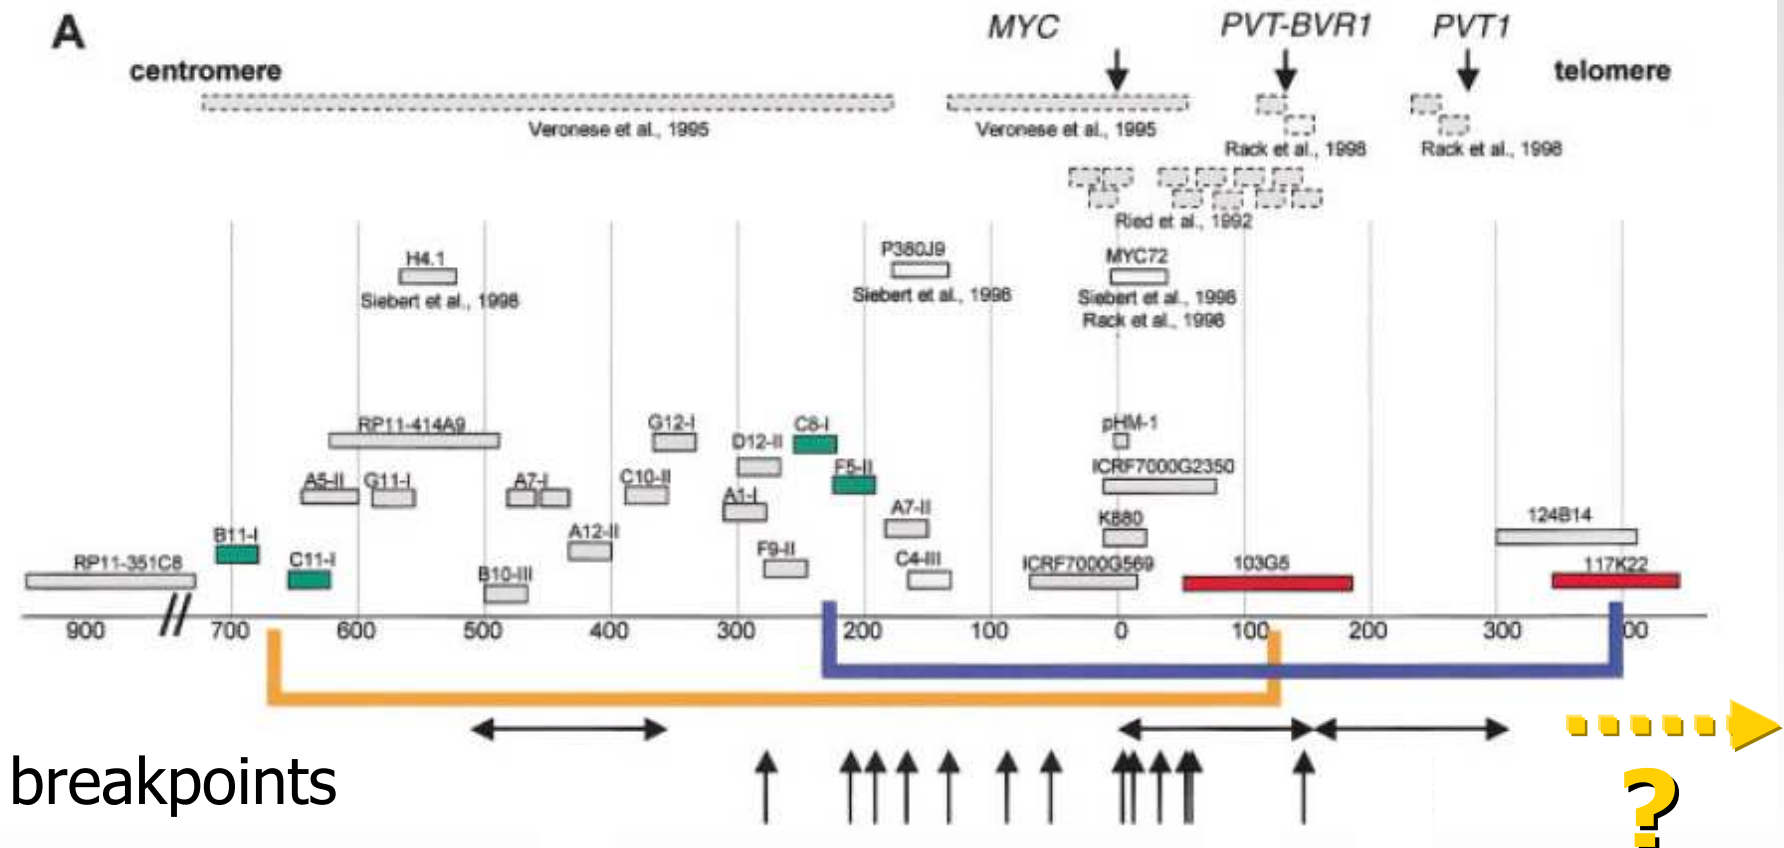 A
MYC PVT-BVR1 PVT1
centromere telomere
Veronese et al., 1995 Veronese et al., 1995
Rack et al., 1998 Rack et al., 1998
Ried et al., 1992
H4.1 P380J9 MYC72
Siebert et al., 1998 Siebert et al., 1998 Siebert et al., 1998
Rack et al., 1998
RP11-414A9 G12-I D12-II C8-I pHM-1
A5-II G11-I A7-I C10-II A1-I F5-II ICRF7000G2350
B11-I A12-II A7-II K880 124B14
RP11-351C8 C11-I B10-III F9-II C4-III ICRF7000G569 103G5 117K22
900 700 600 500 400 300 200 100 0 100 200 300 00
breakpoints
?